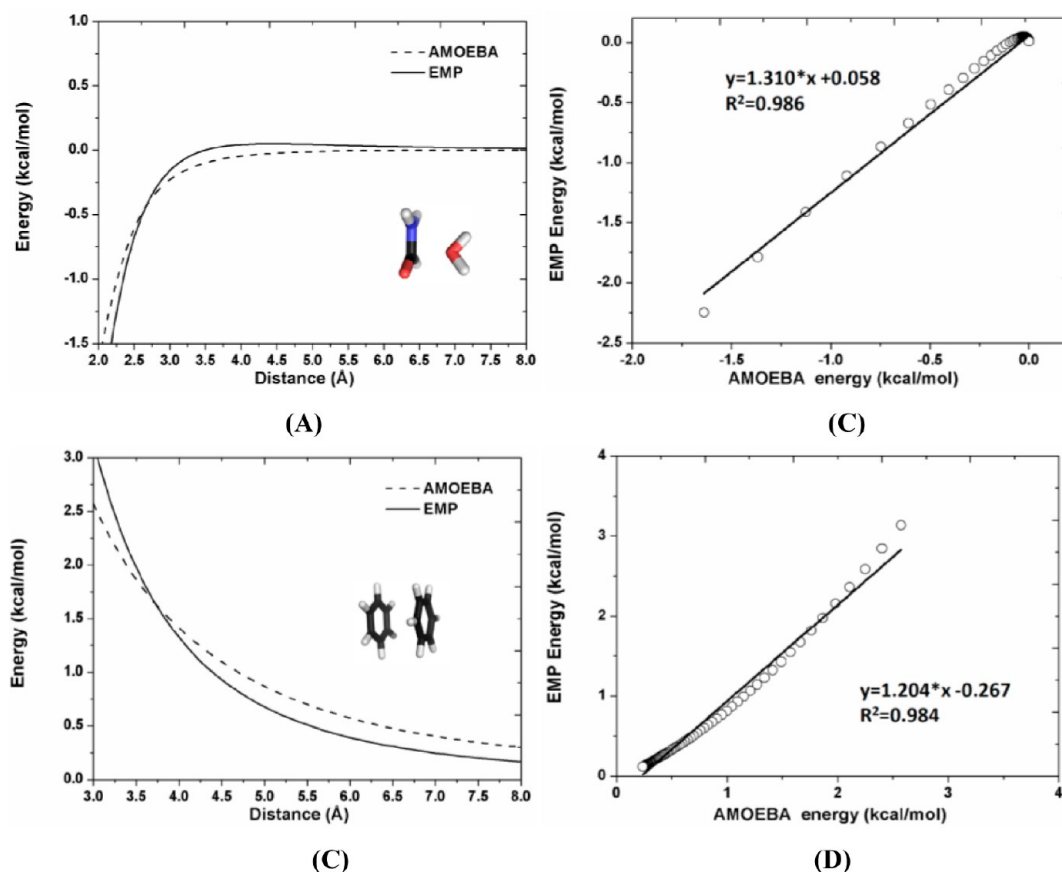 1.0
0.5
0.0
-0.5
-1.0
-1.5
Energy (kcal/mol)
AMOEBA
EMP
2.0 2.5 3.0 3.5 4.0 4.5 5.0 5.5 6.0 6.5 7.0 7.5 8.0
Distance (Å)
(A)
0.0
-0.5
-1.0
-1.5
-2.0
-2.5
EMP Energy (kcal/mol)
y=1.310*x +0.058
R²=0.986
-2.0 -1.5 -1.0 -0.5 0.0
AMOEBA energy (kcal/mol)
(C)
3.0
2.5
2.0
1.5
1.0
0.5
0.0
Energy (kcal/mol)
AMOEBA
EMP
3.0 3.5 4.0 4.5 5.0 5.5 6.0 6.5 7.0 7.5 8.0
Distance (Å)
(C)
4
3
2
1
0
EMP Energy (kcal/mol)
y=1.204*x -0.267
R²=0.984
0 1 2 3 4
AMOEBA energy (kcal/mol)
(D)